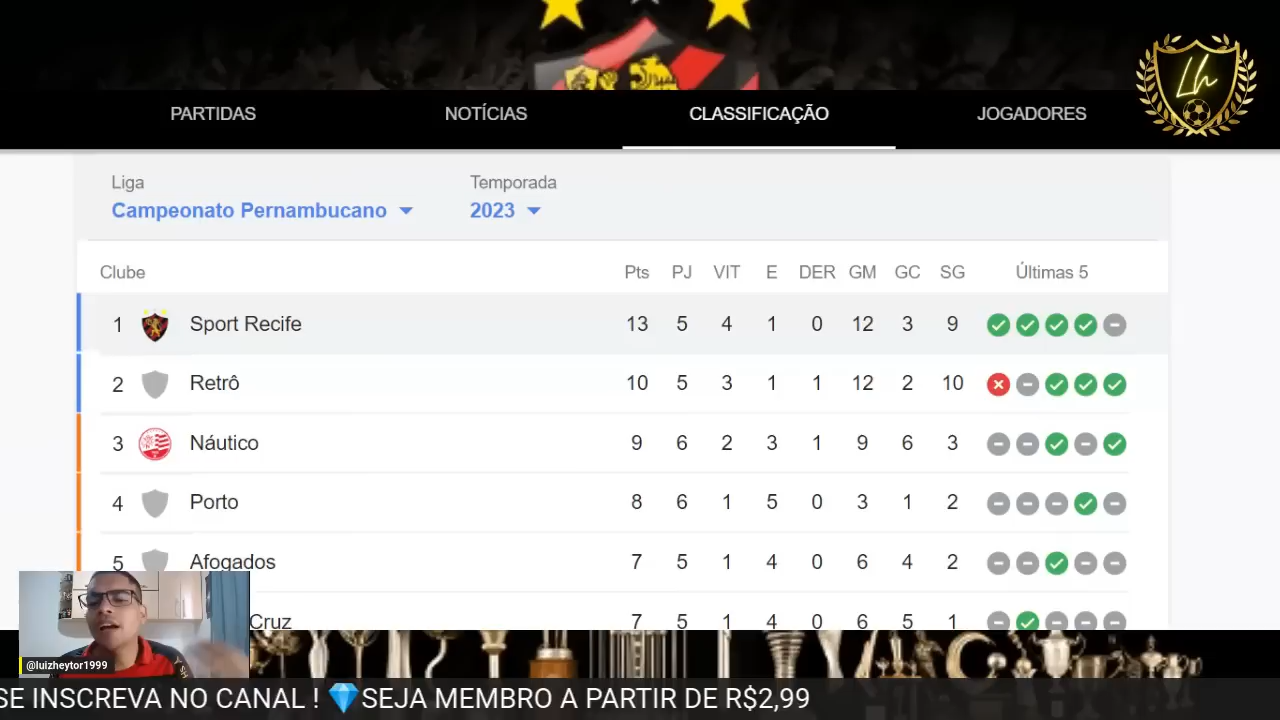 Lh
PARTIDAS NOTÍCIAS CLASSIFICAÇÃO JOGADORES
Liga Temporada
Campeonato Pernambucano 2023
Clube Pts PJ VIT E DER GM GC SG Últimas 5
1 Sport Recife 13 5 4 1 0 12 3 9
2 Retrô 10 5 3 1 1 12 2 10
3 Náutico 9 6 2 3 1 9 6 3
4 Porto 8 6 1 5 0 3 1 2
5 Afogados 7 5 1 4 0 6 4 2
Cruz 7 5 1 4 0 6 5 1
@luizheytor1999
SE INSCREVA NO CANAL ! 💎SEJA MEMBRO A PARTIR DE R$2,99